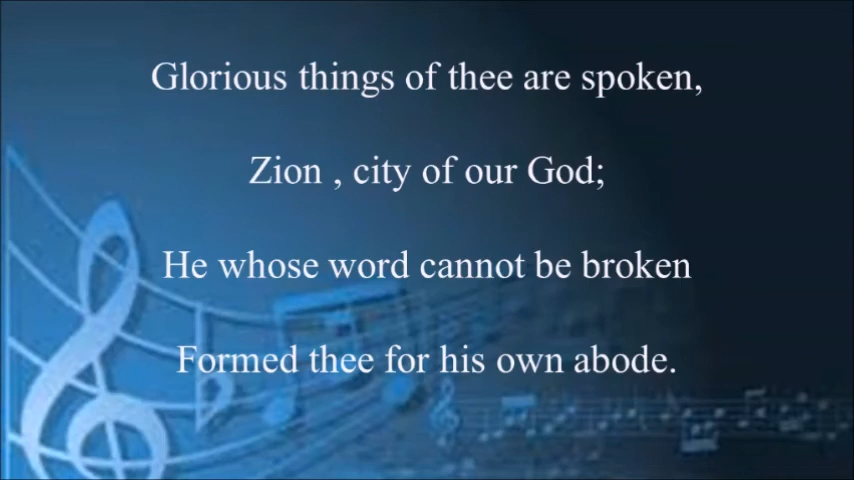 Glorious things of thee are spoken,
Zion , city of our God;
He whose word cannot be broken
Formed thee for his own abode.